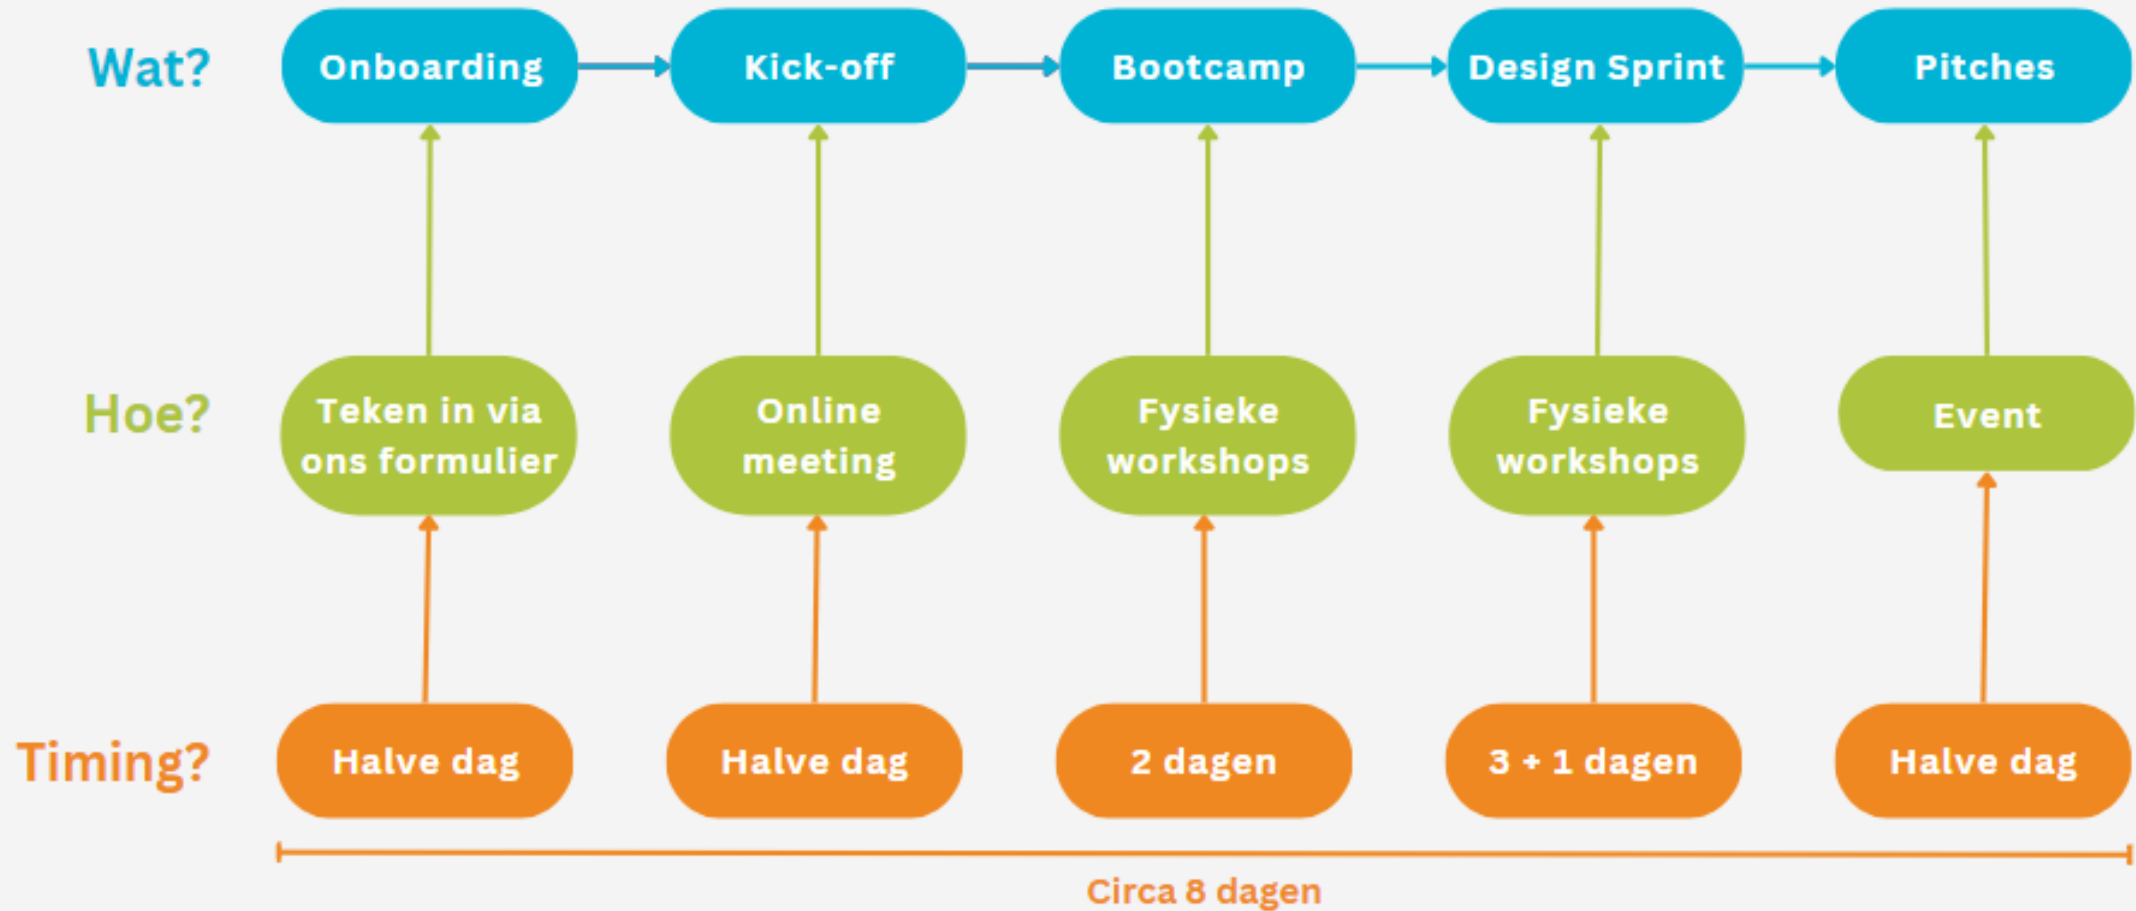 Wat?
Onboarding
Kick-off
Bootcamp
Design Sprint
Pitches
Hoe?
Teken in via
ons formulier
Online
meeting
Fysieke
workshops
Fysieke
workshops
Event
Timing?
Halve dag
Halve dag
2 dagen
3 + 1 dagen
Halve dag
Circa 8 dagen